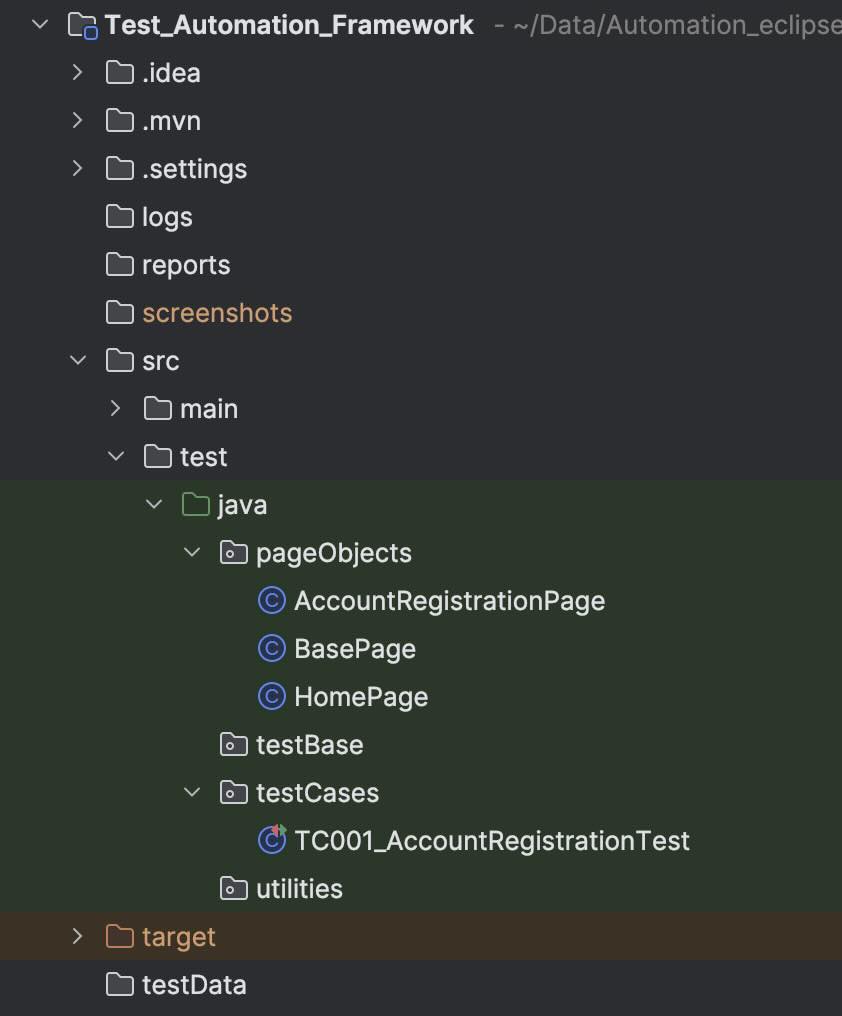 Test_Automation_Framework - ~/Data/Automation_eclipse
.idea
.mvn
.settings
logs
reports
screenshots
src
main
test
java
pageObjects
C AccountRegistrationPage
C BasePage
C HomePage
testBase
testCases
C TC001_AccountRegistrationTest
utilities
target
testData